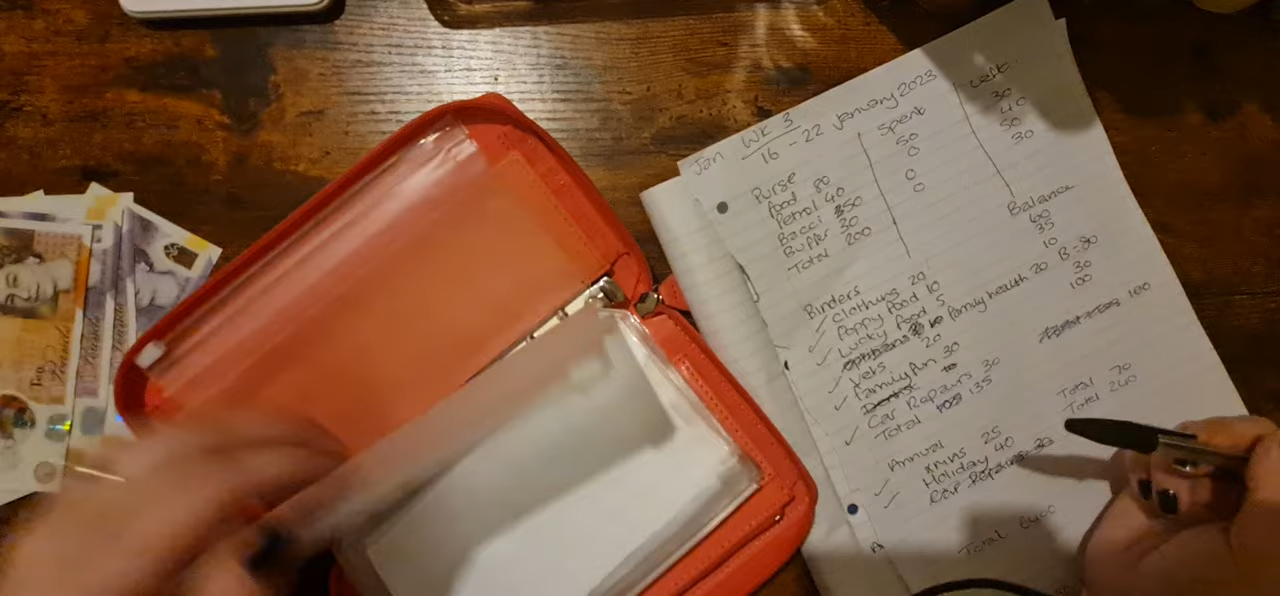 Jan WK 3
16 - 22 January 2023
Purse Spent Left
Food 80 50 30
Petrol 40 0 40
Bacci 50 0 50
Buffer 30 0 30
Total 200
Binders Balance
Clothing 20 60
Poppy Food 10 35
Lucky Food 5 10
Family health 20 B=80
Vets 20 30
Family fun 30 100
Car Repairs 30 100
Total 135
Annual
xmas 25 Total 70
Holiday 40 Total 240
Car Repairs 30
Total
Ten